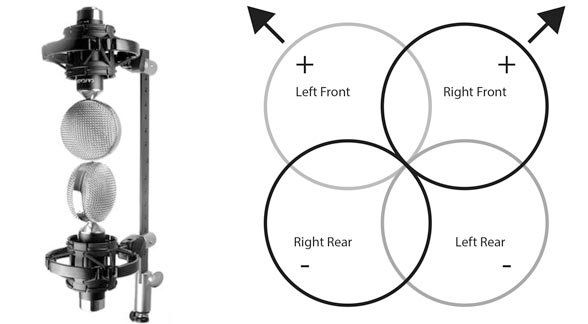 +
+
Left Front
Right Front
Right Rear
Left Rear
-
-